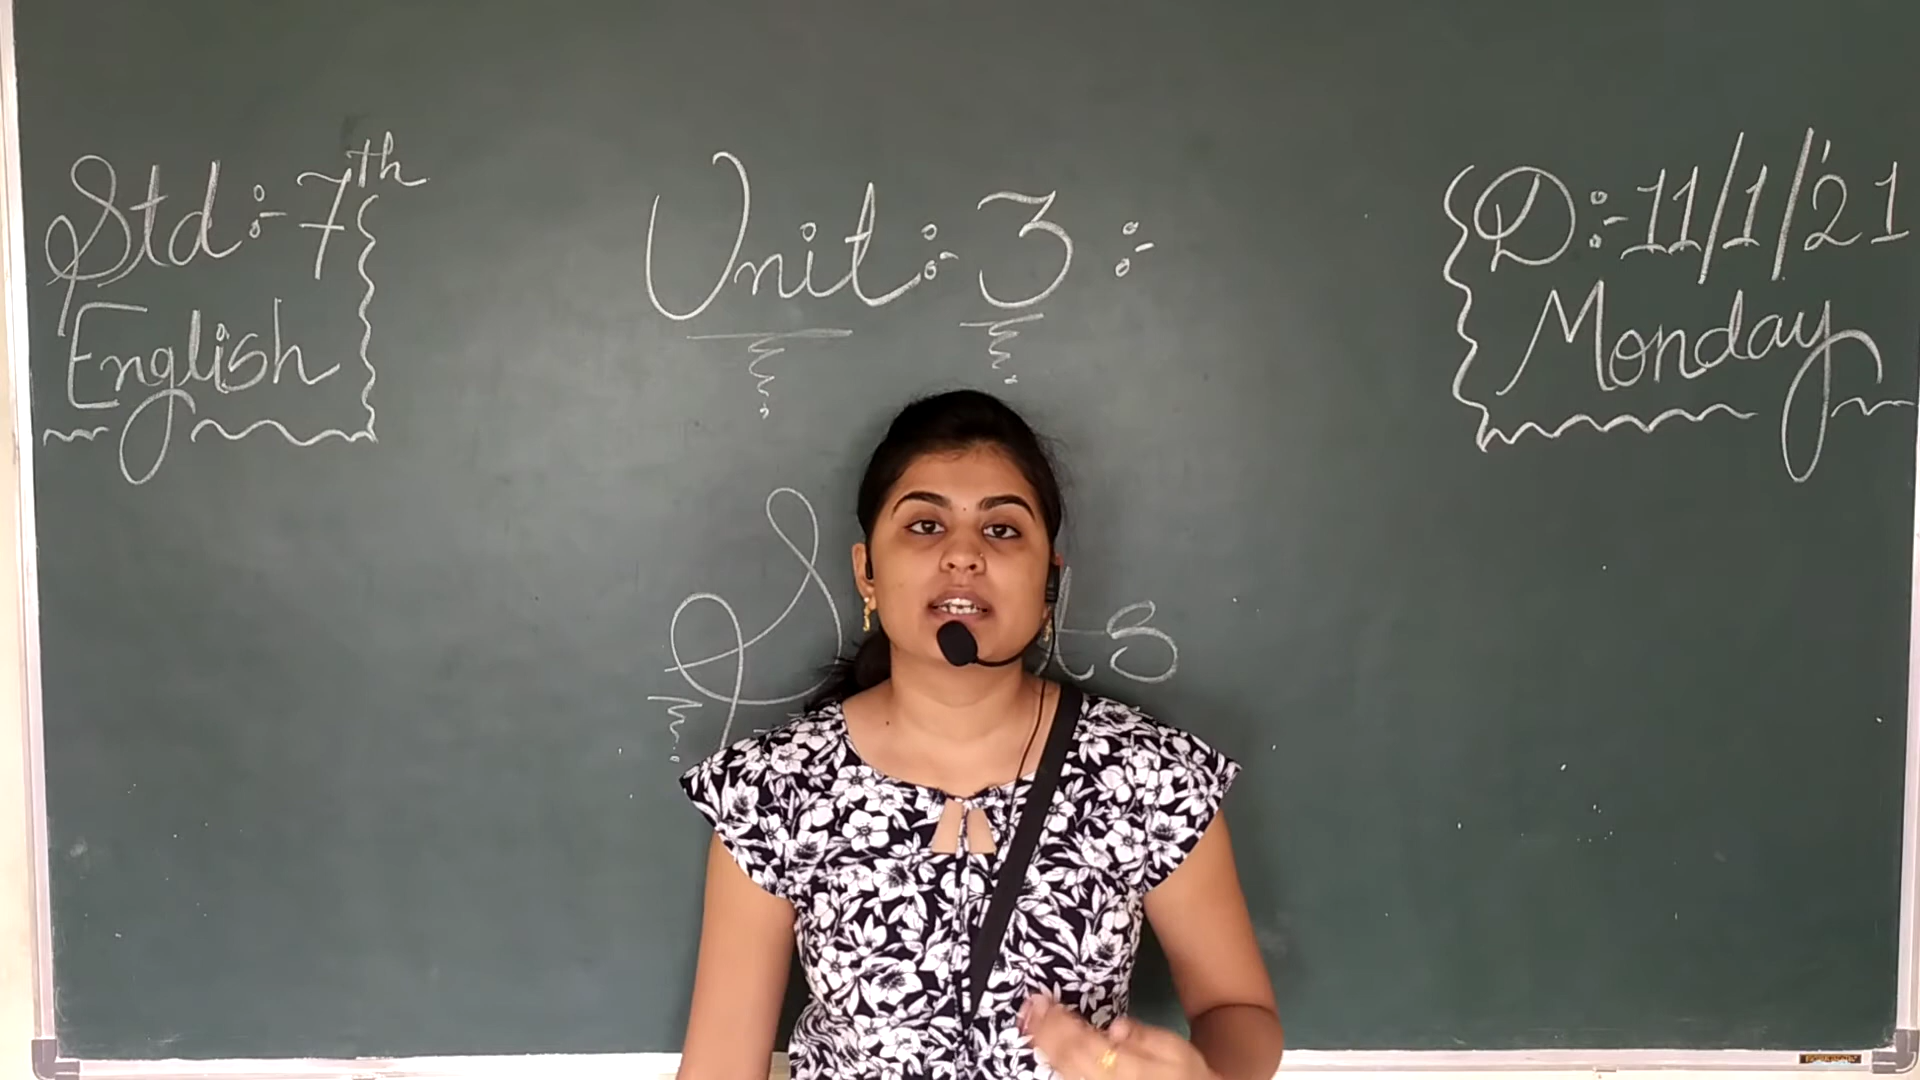 Std:- 7th
English
Unit:- 3:-
D:-11/1/'21
Monday